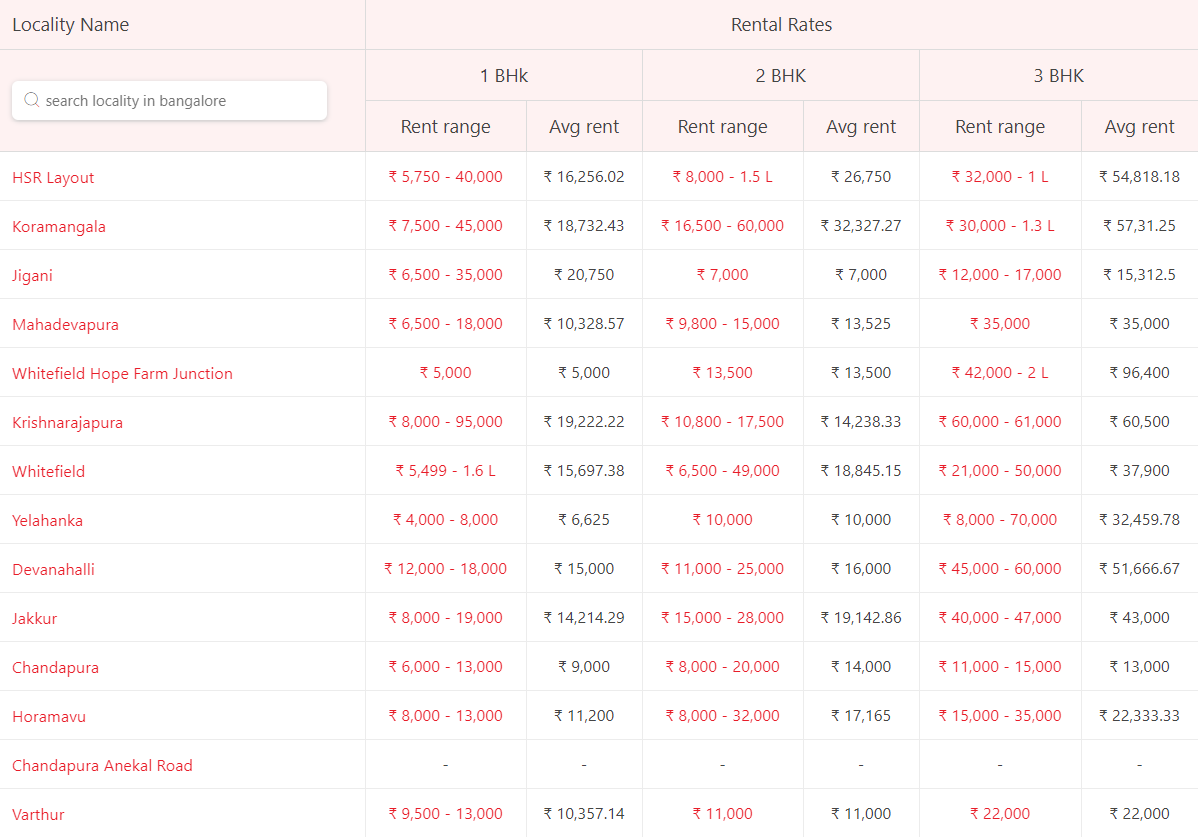 Locality Name Rental Rates
1 BHk 2 BHK 3 BHK
search locality in bangalore
Rent range Avg rent Rent range Avg rent Rent range Avg rent
HSR Layout ₹ 5,750 - 40,000 ₹ 16,256.02 ₹ 8,000 - 1.5 L ₹ 26,750 ₹ 32,000 - 1 L ₹ 54,818.18
Koramangala ₹ 7,500 - 45,000 ₹ 18,732.43 ₹ 16,500 - 60,000 ₹ 32,327.27 ₹ 30,000 - 1.3 L ₹ 57,31.25
Jigani ₹ 6,500 - 35,000 ₹ 20,750 ₹ 7,000 ₹ 7,000 ₹ 12,000 - 17,000 ₹ 15,312.5
Mahadevapura ₹ 6,500 - 18,000 ₹ 10,328.57 ₹ 9,800 - 15,000 ₹ 13,525 ₹ 35,000 ₹ 35,000
Whitefield Hope Farm Junction ₹ 5,000 ₹ 5,000 ₹ 13,500 ₹ 13,500 ₹ 42,000 - 2 L ₹ 96,400
Krishnarajapura ₹ 8,000 - 95,000 ₹ 19,222.22 ₹ 10,800 - 17,500 ₹ 14,238.33 ₹ 60,000 - 61,000 ₹ 60,500
Whitefield ₹ 5,499 - 1.6 L ₹ 15,697.38 ₹ 6,500 - 49,000 ₹ 18,845.15 ₹ 21,000 - 50,000 ₹ 37,900
Yelahanka ₹ 4,000 - 8,000 ₹ 6,625 ₹ 10,000 ₹ 10,000 ₹ 8,000 - 70,000 ₹ 32,459.78
Devanahalli ₹ 12,000 - 18,000 ₹ 15,000 ₹ 11,000 - 25,000 ₹ 16,000 ₹ 45,000 - 60,000 ₹ 51,666.67
Jakkur ₹ 8,000 - 19,000 ₹ 14,214.29 ₹ 15,000 - 28,000 ₹ 19,142.86 ₹ 40,000 - 47,000 ₹ 43,000
Chandapura ₹ 6,000 - 13,000 ₹ 9,000 ₹ 8,000 - 20,000 ₹ 14,000 ₹ 11,000 - 15,000 ₹ 13,000
Horamavu ₹ 8,000 - 13,000 ₹ 11,200 ₹ 8,000 - 32,000 ₹ 17,165 ₹ 15,000 - 35,000 ₹ 22,333.33
Chandapura Anekal Road - - - - - -
Varthur ₹ 9,500 - 13,000 ₹ 10,357.14 ₹ 11,000 ₹ 11,000 ₹ 22,000 ₹ 22,000